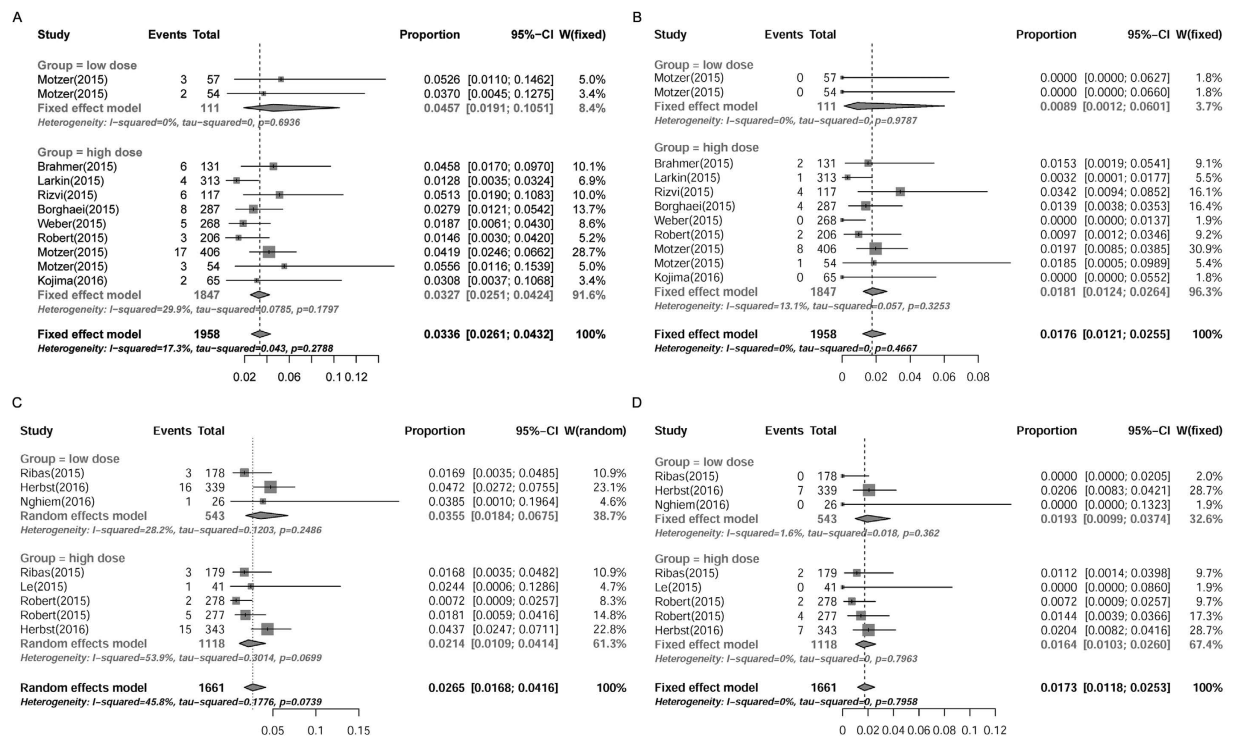 A
Study Events Total Proportion 95%−CI W(fixed)
Group = low dose
Motzer(2015) 3 57 0.0526 [0.0110; 0.1462] 5.0%
Motzer(2015) 2 54 0.0370 [0.0045; 0.1275] 3.4%
Fixed effect model 111 0.0457 [0.0191; 0.1051] 8.4%
Heterogeneity: I−squared=0%, tau−squared=0, p=0.6936
Group = high dose
Brahmer(2015) 6 131 0.0458 [0.0170; 0.0970] 10.1%
Larkin(2015) 4 313 0.0128 [0.0035; 0.0324] 6.9%
Rizvi(2015) 6 117 0.0513 [0.0190; 0.1083] 10.0%
Borghaei(2015) 8 287 0.0279 [0.0121; 0.0542] 13.7%
Weber(2015) 5 268 0.0187 [0.0061; 0.0430] 8.6%
Robert(2015) 3 206 0.0146 [0.0030; 0.0420] 5.2%
Motzer(2015) 17 406 0.0419 [0.0246; 0.0662] 28.7%
Motzer(2015) 3 54 0.0556 [0.0116; 0.1539] 5.0%
Kojima(2016) 2 65 0.0308 [0.0037; 0.1068] 3.4%
Fixed effect model 1847 0.0327 [0.0251; 0.0424] 91.6%
Heterogeneity: I−squared=29.9%, tau−squared=0.0785, p=0.1797
Fixed effect model 1958 0.0336 [0.0261; 0.0432] 100%
Heterogeneity: I−squared=17.3%, tau−squared=0.043, p=0.2788
0.02 0.06 0.1 0.12
B
Study Events Total Proportion 95%−CI W(fixed)
Group = low dose
Motzer(2015) 0 57 0.0000 [0.0000; 0.0627] 1.8%
Motzer(2015) 0 54 0.0000 [0.0000; 0.0660] 1.8%
Fixed effect model 111 0.0089 [0.0012; 0.0601] 3.7%
Heterogeneity: I−squared=0%, tau−squared=0, p=0.9787
Group = high dose
Brahmer(2015) 2 131 0.0153 [0.0019; 0.0541] 9.1%
Larkin(2015) 1 313 0.0032 [0.0001; 0.0177] 5.5%
Rizvi(2015) 4 117 0.0342 [0.0094; 0.0852] 16.1%
Borghaei(2015) 4 287 0.0139 [0.0038; 0.0353] 16.4%
Weber(2015) 0 268 0.0000 [0.0000; 0.0137] 1.9%
Robert(2015) 2 206 0.0097 [0.0012; 0.0346] 9.2%
Motzer(2015) 8 406 0.0197 [0.0085; 0.0385] 30.9%
Motzer(2015) 1 54 0.0185 [0.0005; 0.0989] 5.4%
Kojima(2016) 0 65 0.0000 [0.0000; 0.0552] 1.8%
Fixed effect model 1847 0.0181 [0.0124; 0.0264] 96.3%
Heterogeneity: I−squared=13.1%, tau−squared=0.057, p=0.3253
Fixed effect model 1958 0.0176 [0.0121; 0.0255] 100%
Heterogeneity: I−squared=0%, tau−squared=0, p=0.4667
0 0.02 0.04 0.06 0.08
C
Study Events Total Proportion 95%−CI W(random)
Group = low dose
Ribas(2015) 3 178 0.0169 [0.0035; 0.0485] 10.9%
Herbst(2016) 16 339 0.0472 [0.0272; 0.0755] 23.1%
Nghiem(2016) 1 26 0.0385 [0.0010; 0.1964] 4.6%
Random effects model 543 0.0355 [0.0184; 0.0675] 38.7%
Heterogeneity: I−squared=28.2%, tau−squared=0.1203, p=0.2486
Group = high dose
Ribas(2015) 3 179 0.0168 [0.0035; 0.0482] 10.9%
Le(2015) 1 41 0.0244 [0.0006; 0.1286] 4.7%
Robert(2015) 2 278 0.0072 [0.0009; 0.0257] 8.3%
Robert(2015) 5 277 0.0181 [0.0059; 0.0416] 14.8%
Herbst(2016) 15 343 0.0437 [0.0247; 0.0711] 22.8%
Random effects model 1118 0.0214 [0.0109; 0.0414] 61.3%
Heterogeneity: I−squared=53.9%, tau−squared=0.3014, p=0.0699
Random effects model 1661 0.0265 [0.0168; 0.0416] 100%
Heterogeneity: I−squared=45.8%, tau−squared=0.1776, p=0.0739
0.05 0.1 0.15
D
Study Events Total Proportion 95%−CI W(fixed)
Group = low dose
Ribas(2015) 0 178 0.0000 [0.0000; 0.0205] 2.0%
Herbst(2016) 7 339 0.0206 [0.0083; 0.0421] 28.7%
Nghiem(2016) 0 26 0.0000 [0.0000; 0.1323] 1.9%
Fixed effect model 543 0.0193 [0.0099; 0.0374] 32.6%
Heterogeneity: I−squared=1.6%, tau−squared=0.018, p=0.362
Group = high dose
Ribas(2015) 2 179 0.0112 [0.0014; 0.0398] 9.7%
Le(2015) 0 41 0.0000 [0.0000; 0.0860] 1.9%
Robert(2015) 2 278 0.0072 [0.0009; 0.0257] 9.7%
Robert(2015) 4 277 0.0144 [0.0039; 0.0366] 17.3%
Herbst(2016) 7 343 0.0204 [0.0082; 0.0416] 28.7%
Fixed effect model 1118 0.0164 [0.0103; 0.0260] 67.4%
Heterogeneity: I−squared=0%, tau−squared=0, p=0.7963
Fixed effect model 1661 0.0173 [0.0118; 0.0253] 100%
Heterogeneity: I−squared=0%, tau−squared=0, p=0.7958
0 0.02 0.04 0.06 0.08 0.1 0.12